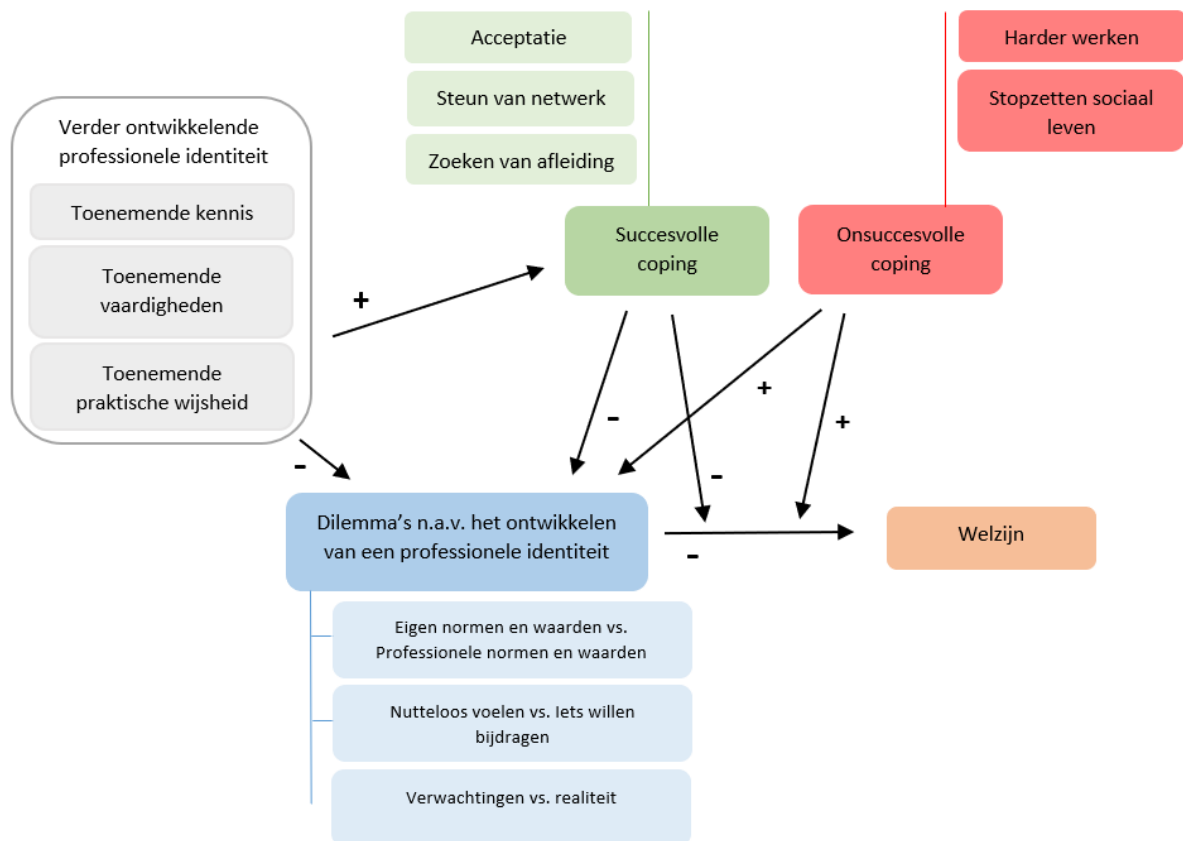 Acceptatie
Steun van netwerk
Zoeken van afleiding
Harder werken
Stopzetten sociaal
leven
Verder ontwikkelende
professionele identiteit
Toenemende kennis
Toenemende
vaardigheden
Toenemende
praktische wijsheid
Succesvolle
coping
Onsuccesvolle
coping
+
-
-
-
+
+
Dilemma's n.a.v. het ontwikkelen
van een professionele identiteit
-
Welzijn
Eigen normen en waarden vs.
Professionele normen en waarden
Nutteloos voelen vs. Iets willen
bijdragen
Verwachtingen vs. realiteit